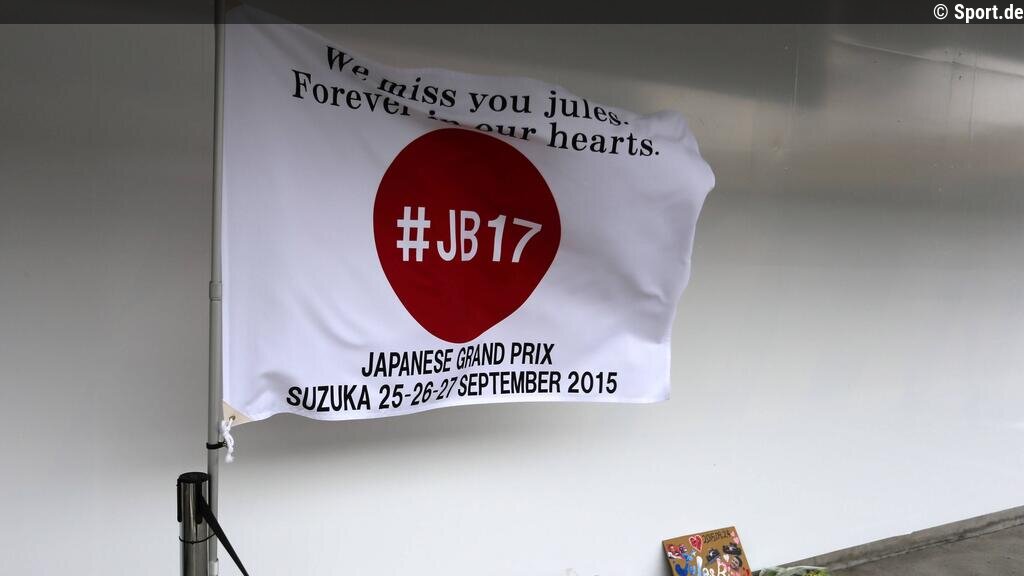 © Sport.de
We miss you jules.
Forever in our hearts.
#JB17
JAPANESE GRAND PRIX
SUZUKA 25-26-27 SEPTEMBER 2015